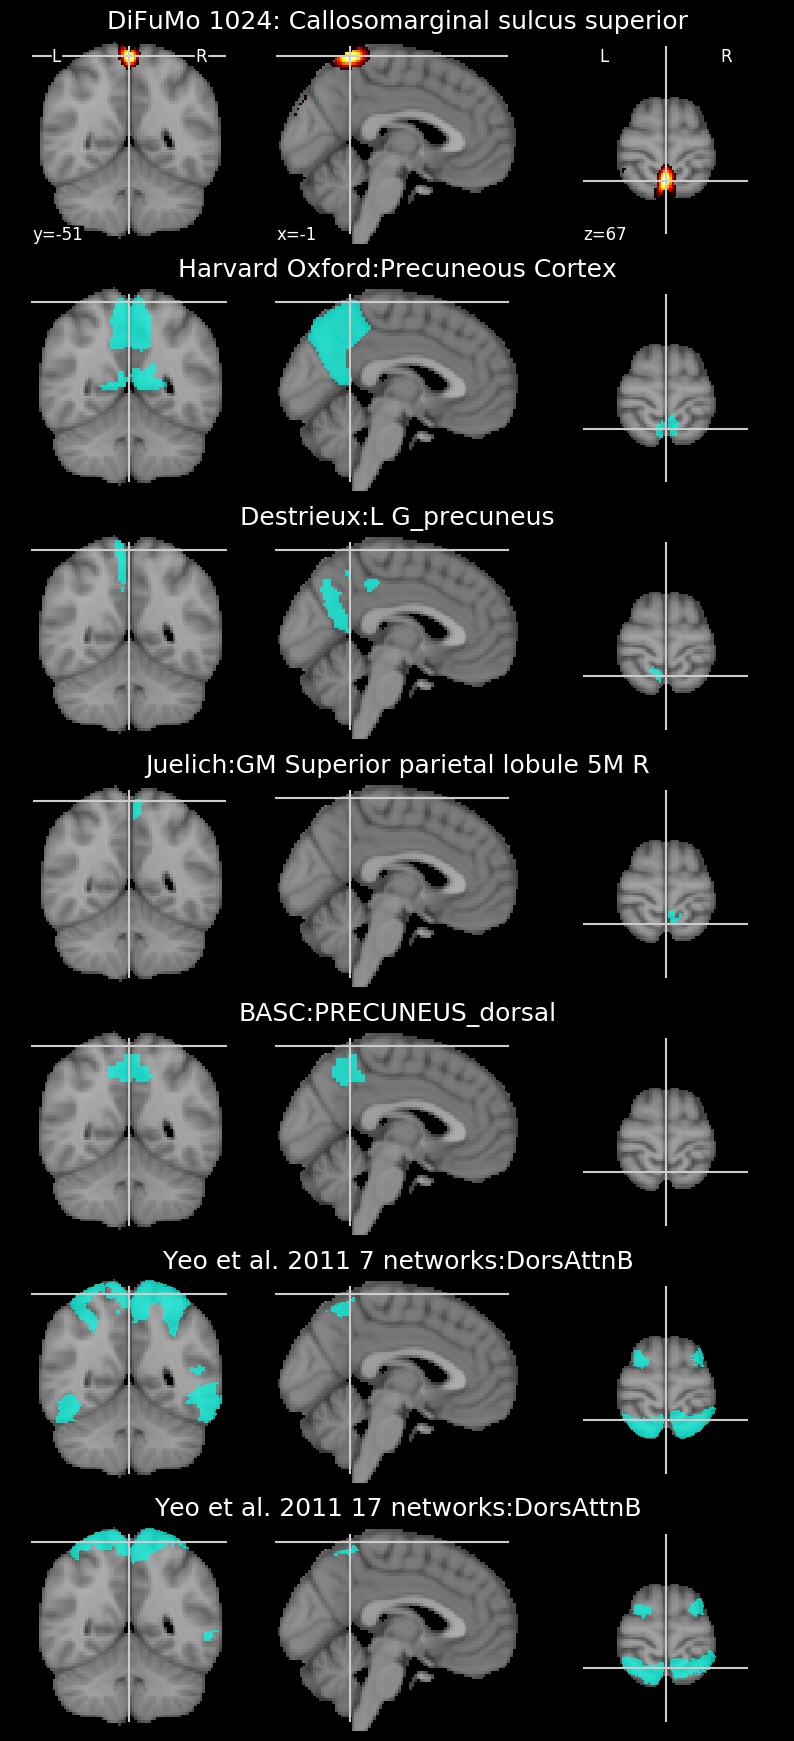 DiFuMo 1024: Callosomarginal sulcus superior
L R L R
y=-51 x=-1 z=67
Harvard Oxford:Precuneous Cortex
Destrieux:L G_precuneus
Juelich:GM Superior parietal lobule 5M R
BASC:PRECUNEUS_dorsal
Yeo et al. 2011 7 networks:DorsAttnB
Yeo et al. 2011 17 networks:DorsAttnB